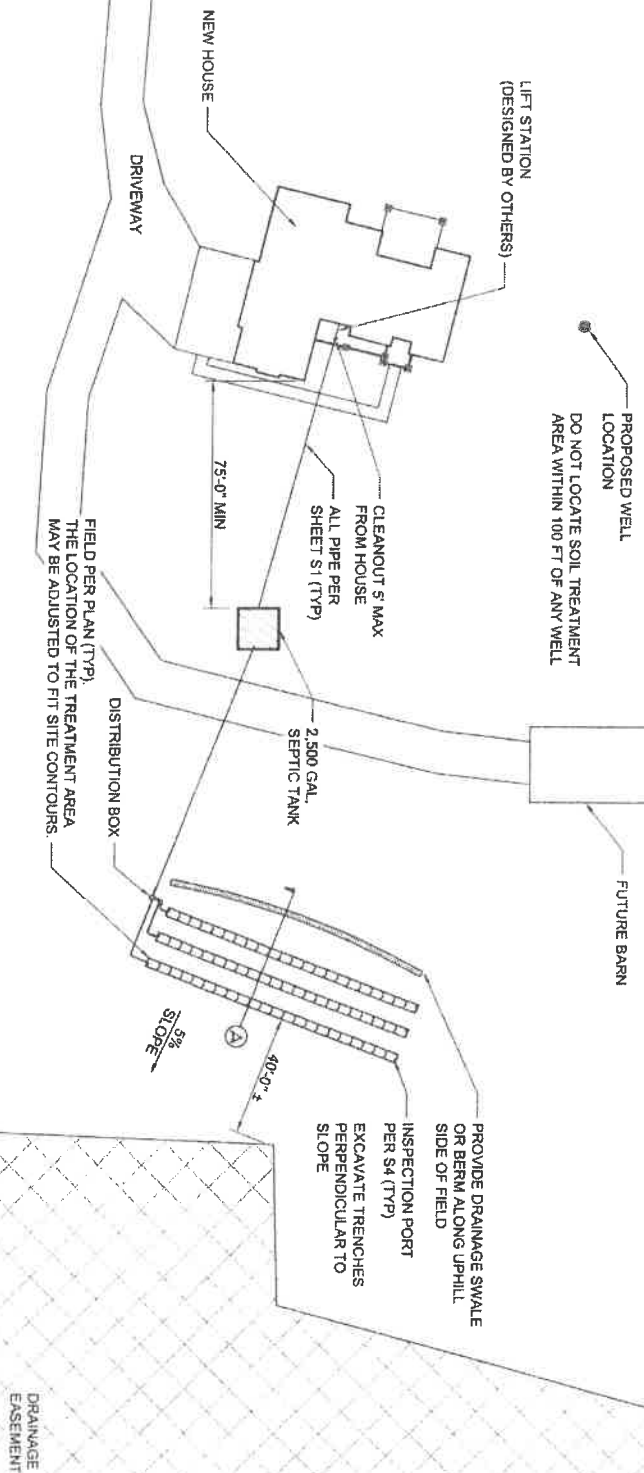 PROPOSED WELL
LOCATION
DO NOT LOCATE SOIL TREATMENT
AREA WITHIN 100 FT OF ANY WELL
FUTURE BARN
LIFT STATION
(DESIGNED BY OTHERS)
CLEANOUT 5' MAX
FROM HOUSE
ALL PIPE PER
SHEET S1 (TYP)
2,500 GAL,
SEPTIC TANK
PROVIDE DRAINAGE SWALE
OR BERM ALONG UPHILL
SIDE OF FIELD
INSPECTION PORT
PER S4 (TYP)
EXCAVATE TRENCHES
PERPENDICULAR TO
SLOPE
NEW HOUSE
75'-0" MIN
A
40'-0" ±
5%
SLOPE
DRIVEWAY
DISTRIBUTION BOX
FIELD PER PLAN (TYP).
THE LOCATION OF THE TREATMENT AREA
MAY BE ADJUSTED TO FIT SITE CONTOURS.
DRAINAGE
EASEMENT